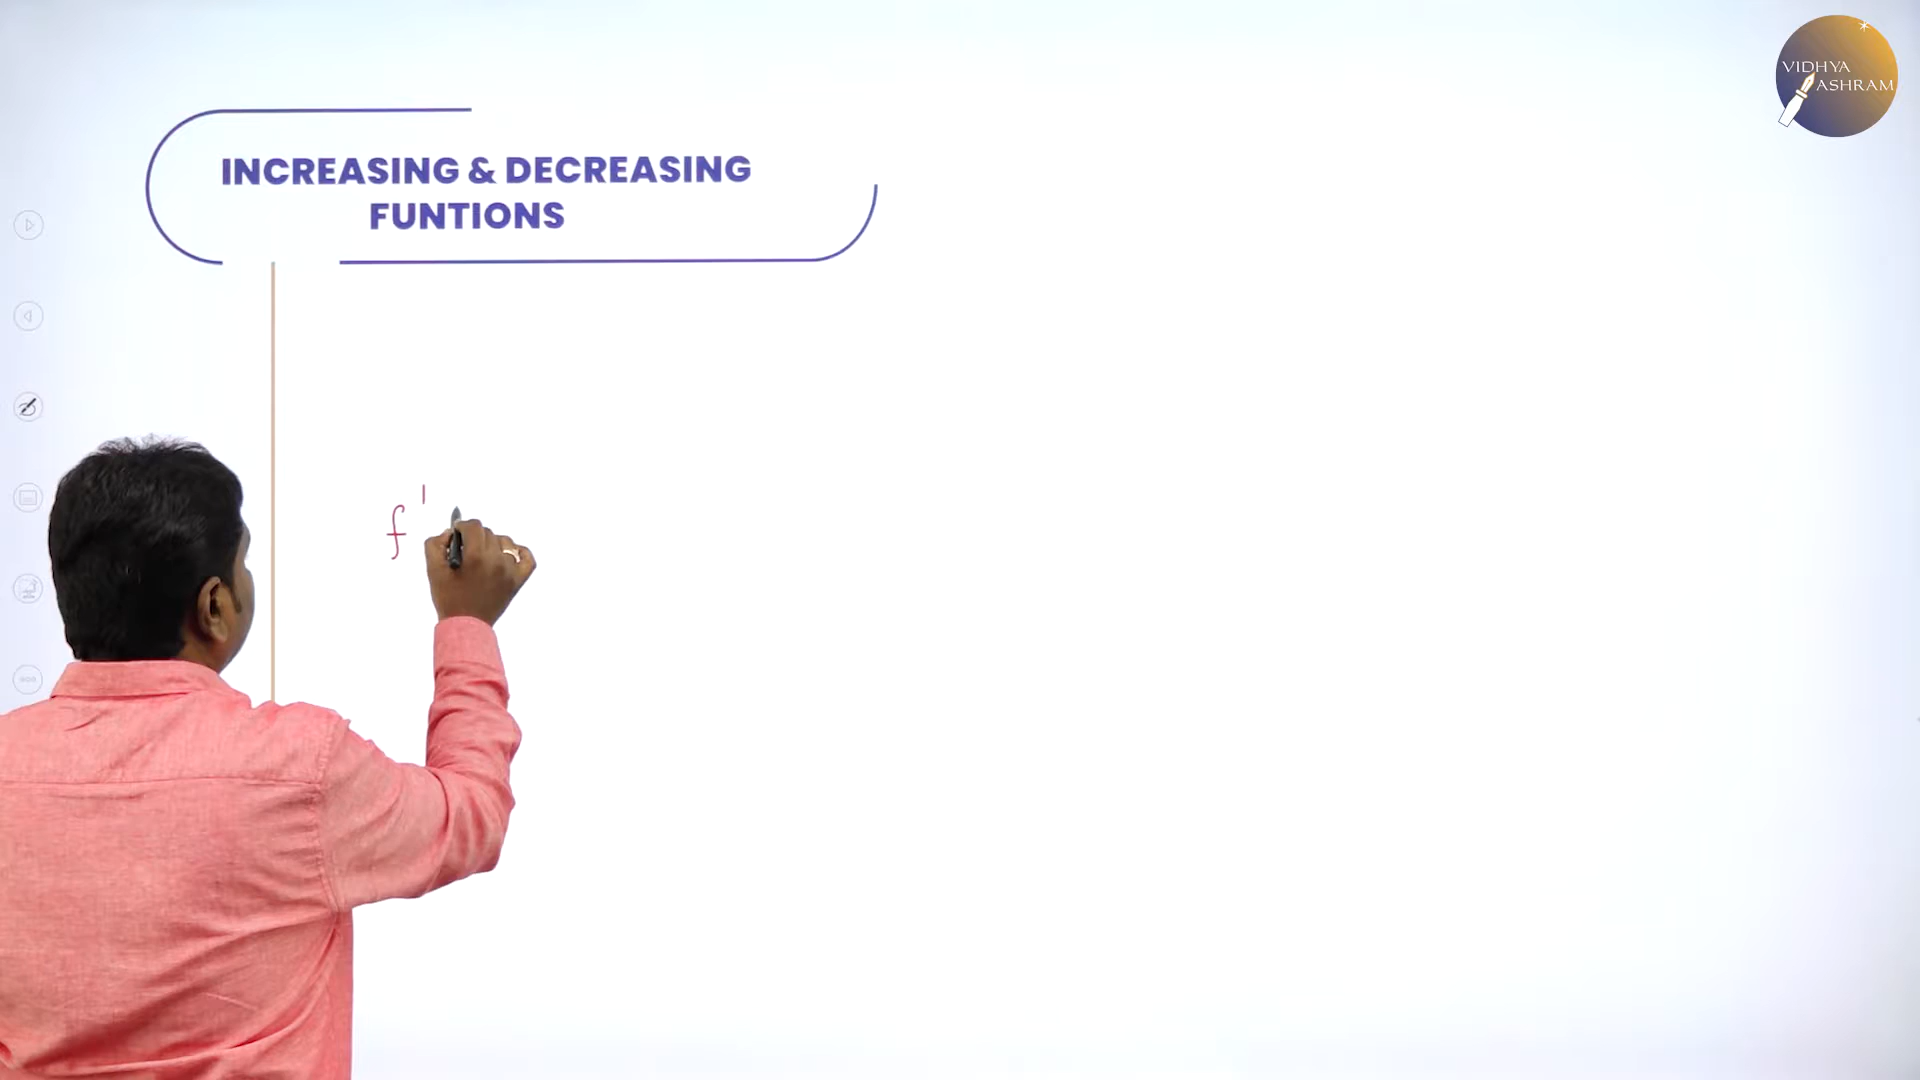 VIDHYA
ASHRAM
INCREASING & DECREASING
FUNTIONS
f'